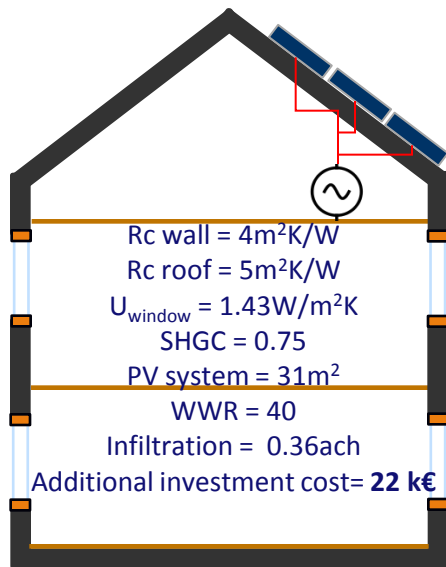 Rc wall = 4m²K/W
Rc roof = 5m²K/W
U_window = 1.43W/m²K
SHGC = 0.75
PV system = 31m²
WWR = 40
Infiltration = 0.36ach
Additional investment cost= 22 k€